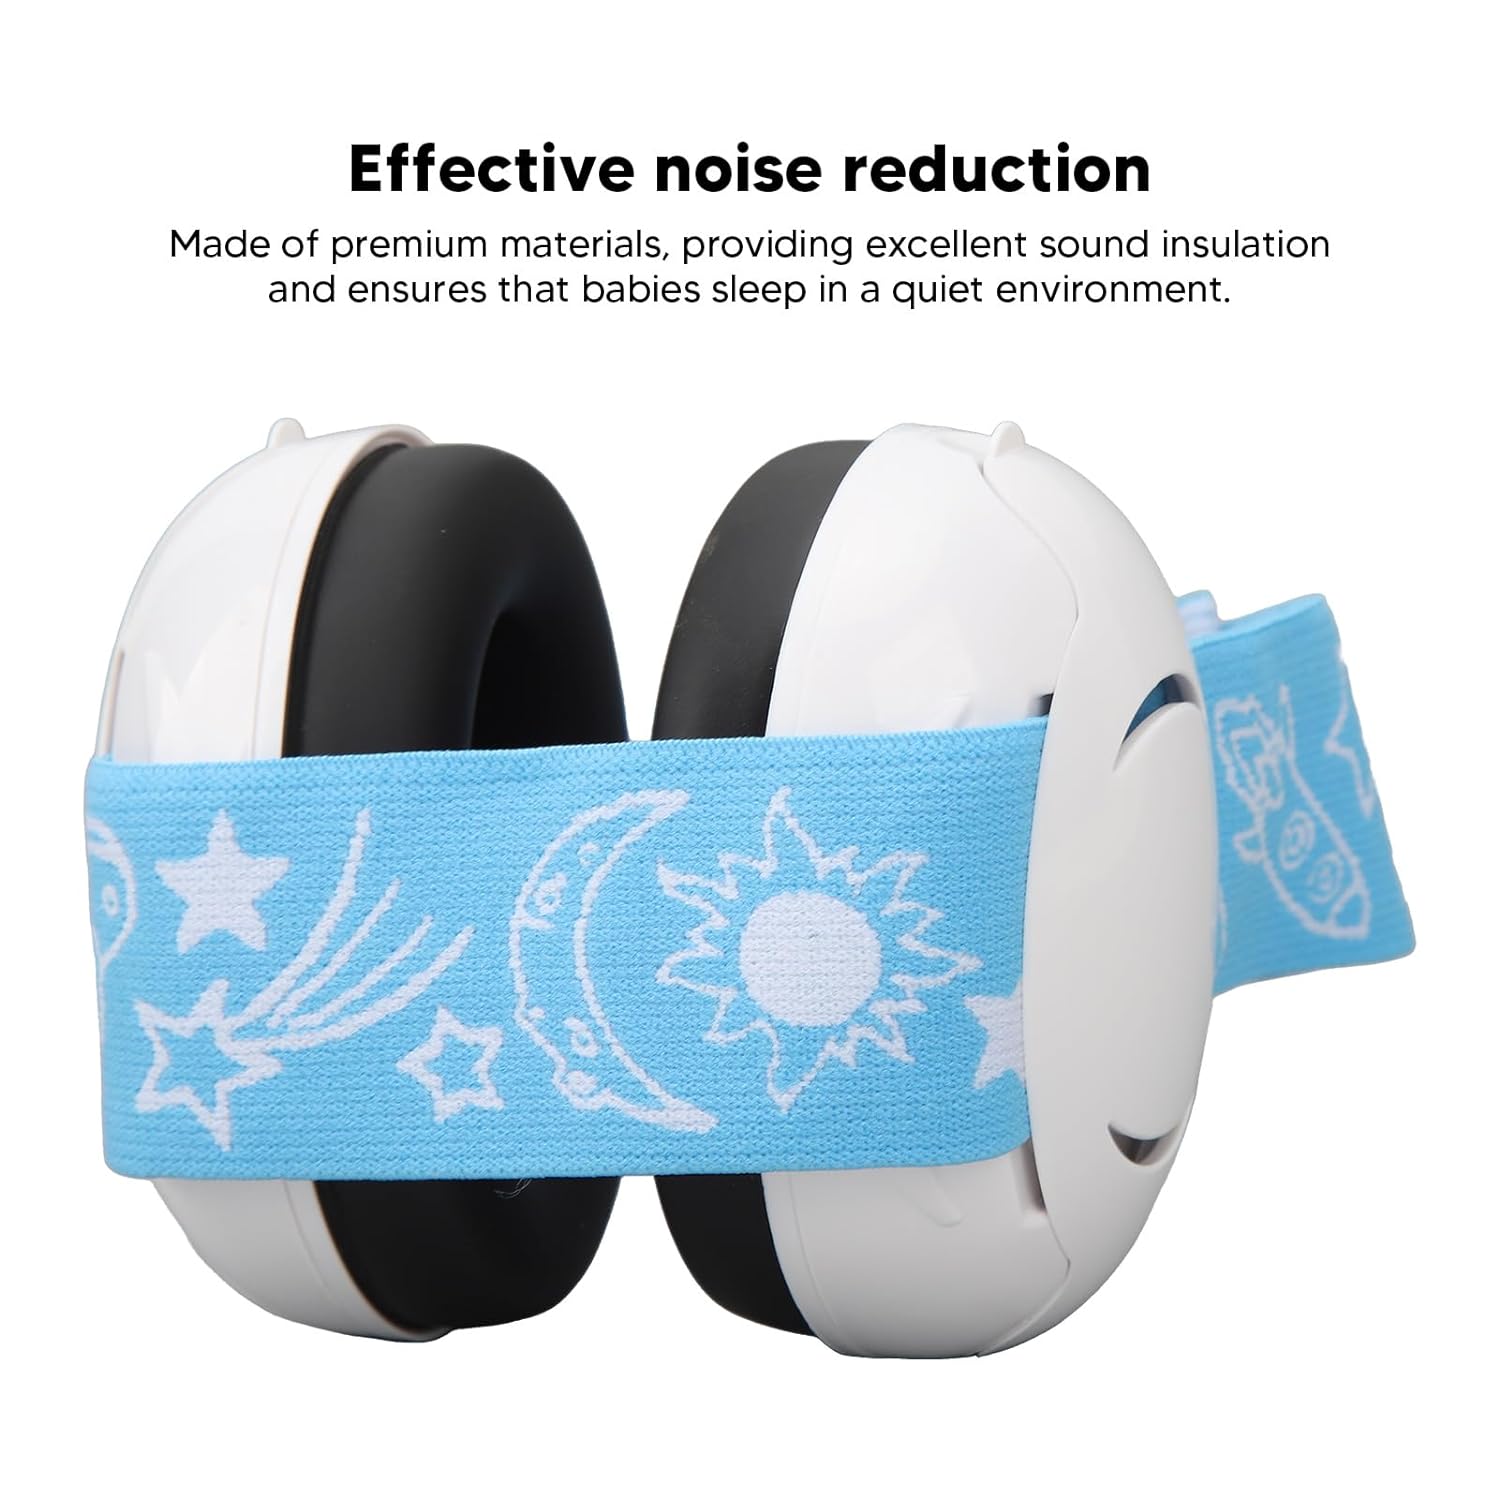 Effective noise reduction
Made of premium materials, providing excellent sound insulation
and ensures that babies sleep in a quiet environment.